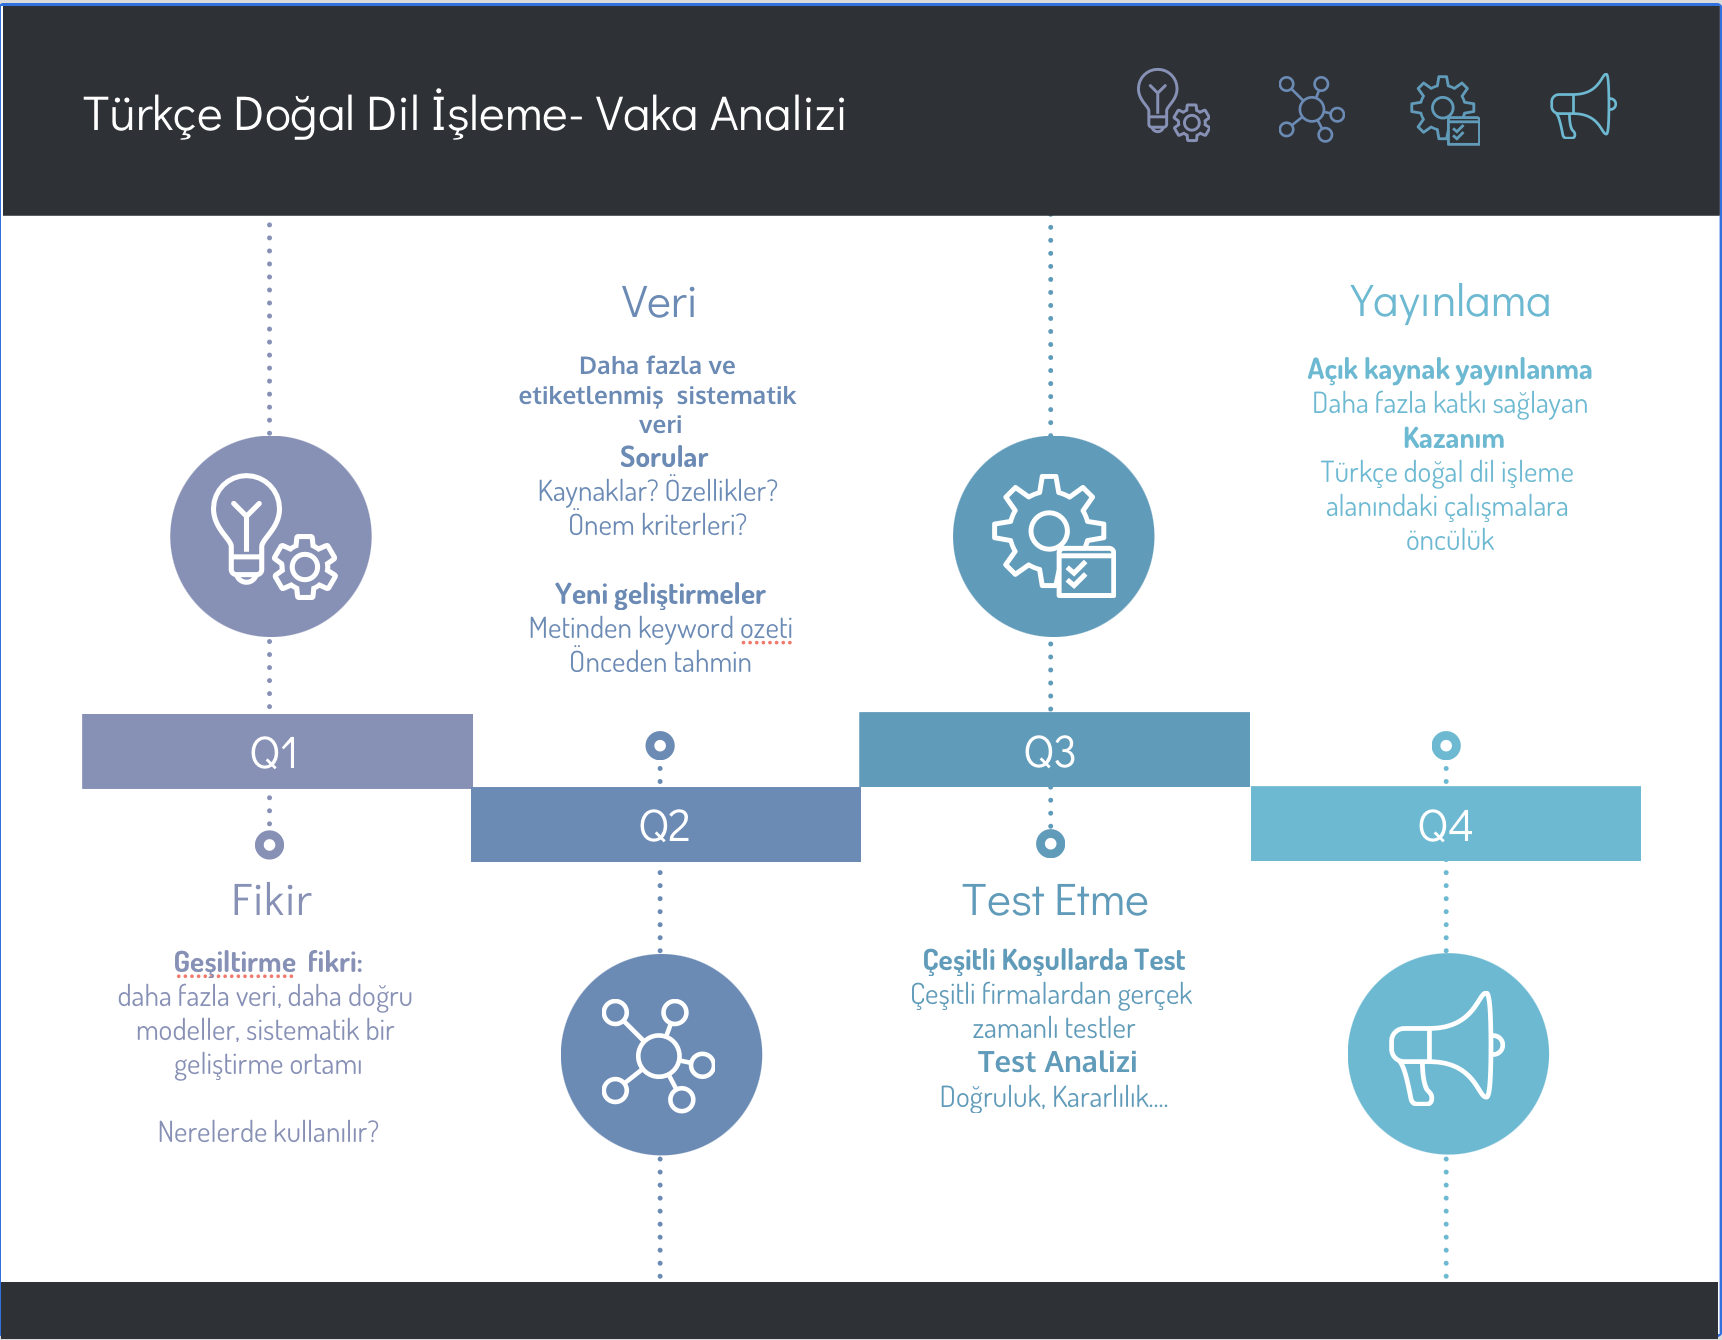 Türkçe Doğal Dil İşleme- Vaka Analizi
Q1
Fikir
Geşiltirme  fikri:
daha fazla veri, daha doğru
modeller, sistematik bir
geliştirme ortamı
Nerelerde kullanılır?
Veri
Daha fazla ve
etiketlenmiş  sistematik
veri
Sorular
Kaynaklar? Özellikler?
Önem kriterleri?
Yeni geliştirmeler
Metinden keyword ozeti
Önceden tahmin
Q2
Q3
Test Etme
Çeşitli Koşullarda Test
Çeşitli firmalardan gerçek
zamanlı testler
Test Analizi
Doğruluk, Kararlılık....
Yayınlama
Açık kaynak yayınlanma
Daha fazla katkı sağlayan
Kazanım
Türkçe doğal dil işleme
alanındaki çalışmalara
öncülük
Q4